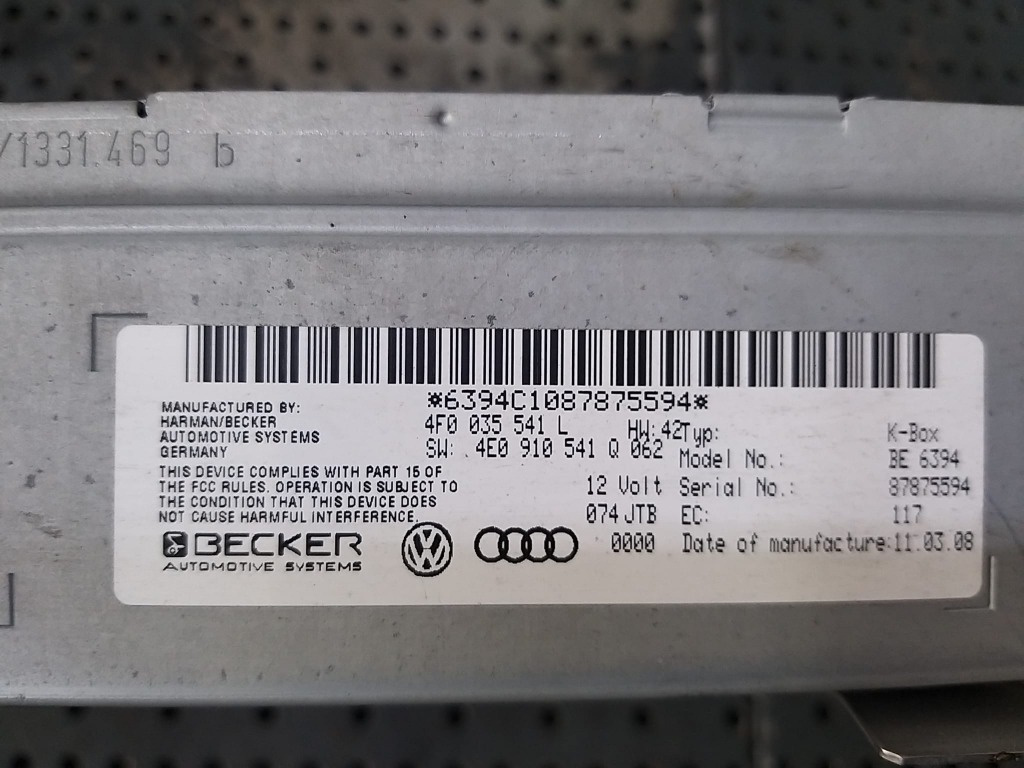 /1331.469 b
*6394C1087875594*
MANUFACTURED BY:
HARMAN/BECKER
AUTOMOTIVE SYSTEMS
GERMANY
THIS DEVICE COMPLIES WITH PART 15 OF
THE FCC RULES. OPERATION IS SUBJECT TO
THE CONDITION THAT THIS DEVICE DOES
NOT CAUSE HARMFUL INTERFERENCE.
BECKER
AUTOMOTIVE SYSTEMS
4F0 035 541 L HW: 42
SW: 4E0 910 541 Q 062
12 Volt
074 JTB
0000
Typ: K-Box
Model No.: BE 6394
Serial No.: 87875594
EC: 117
Date of manufacture: 11.03.08